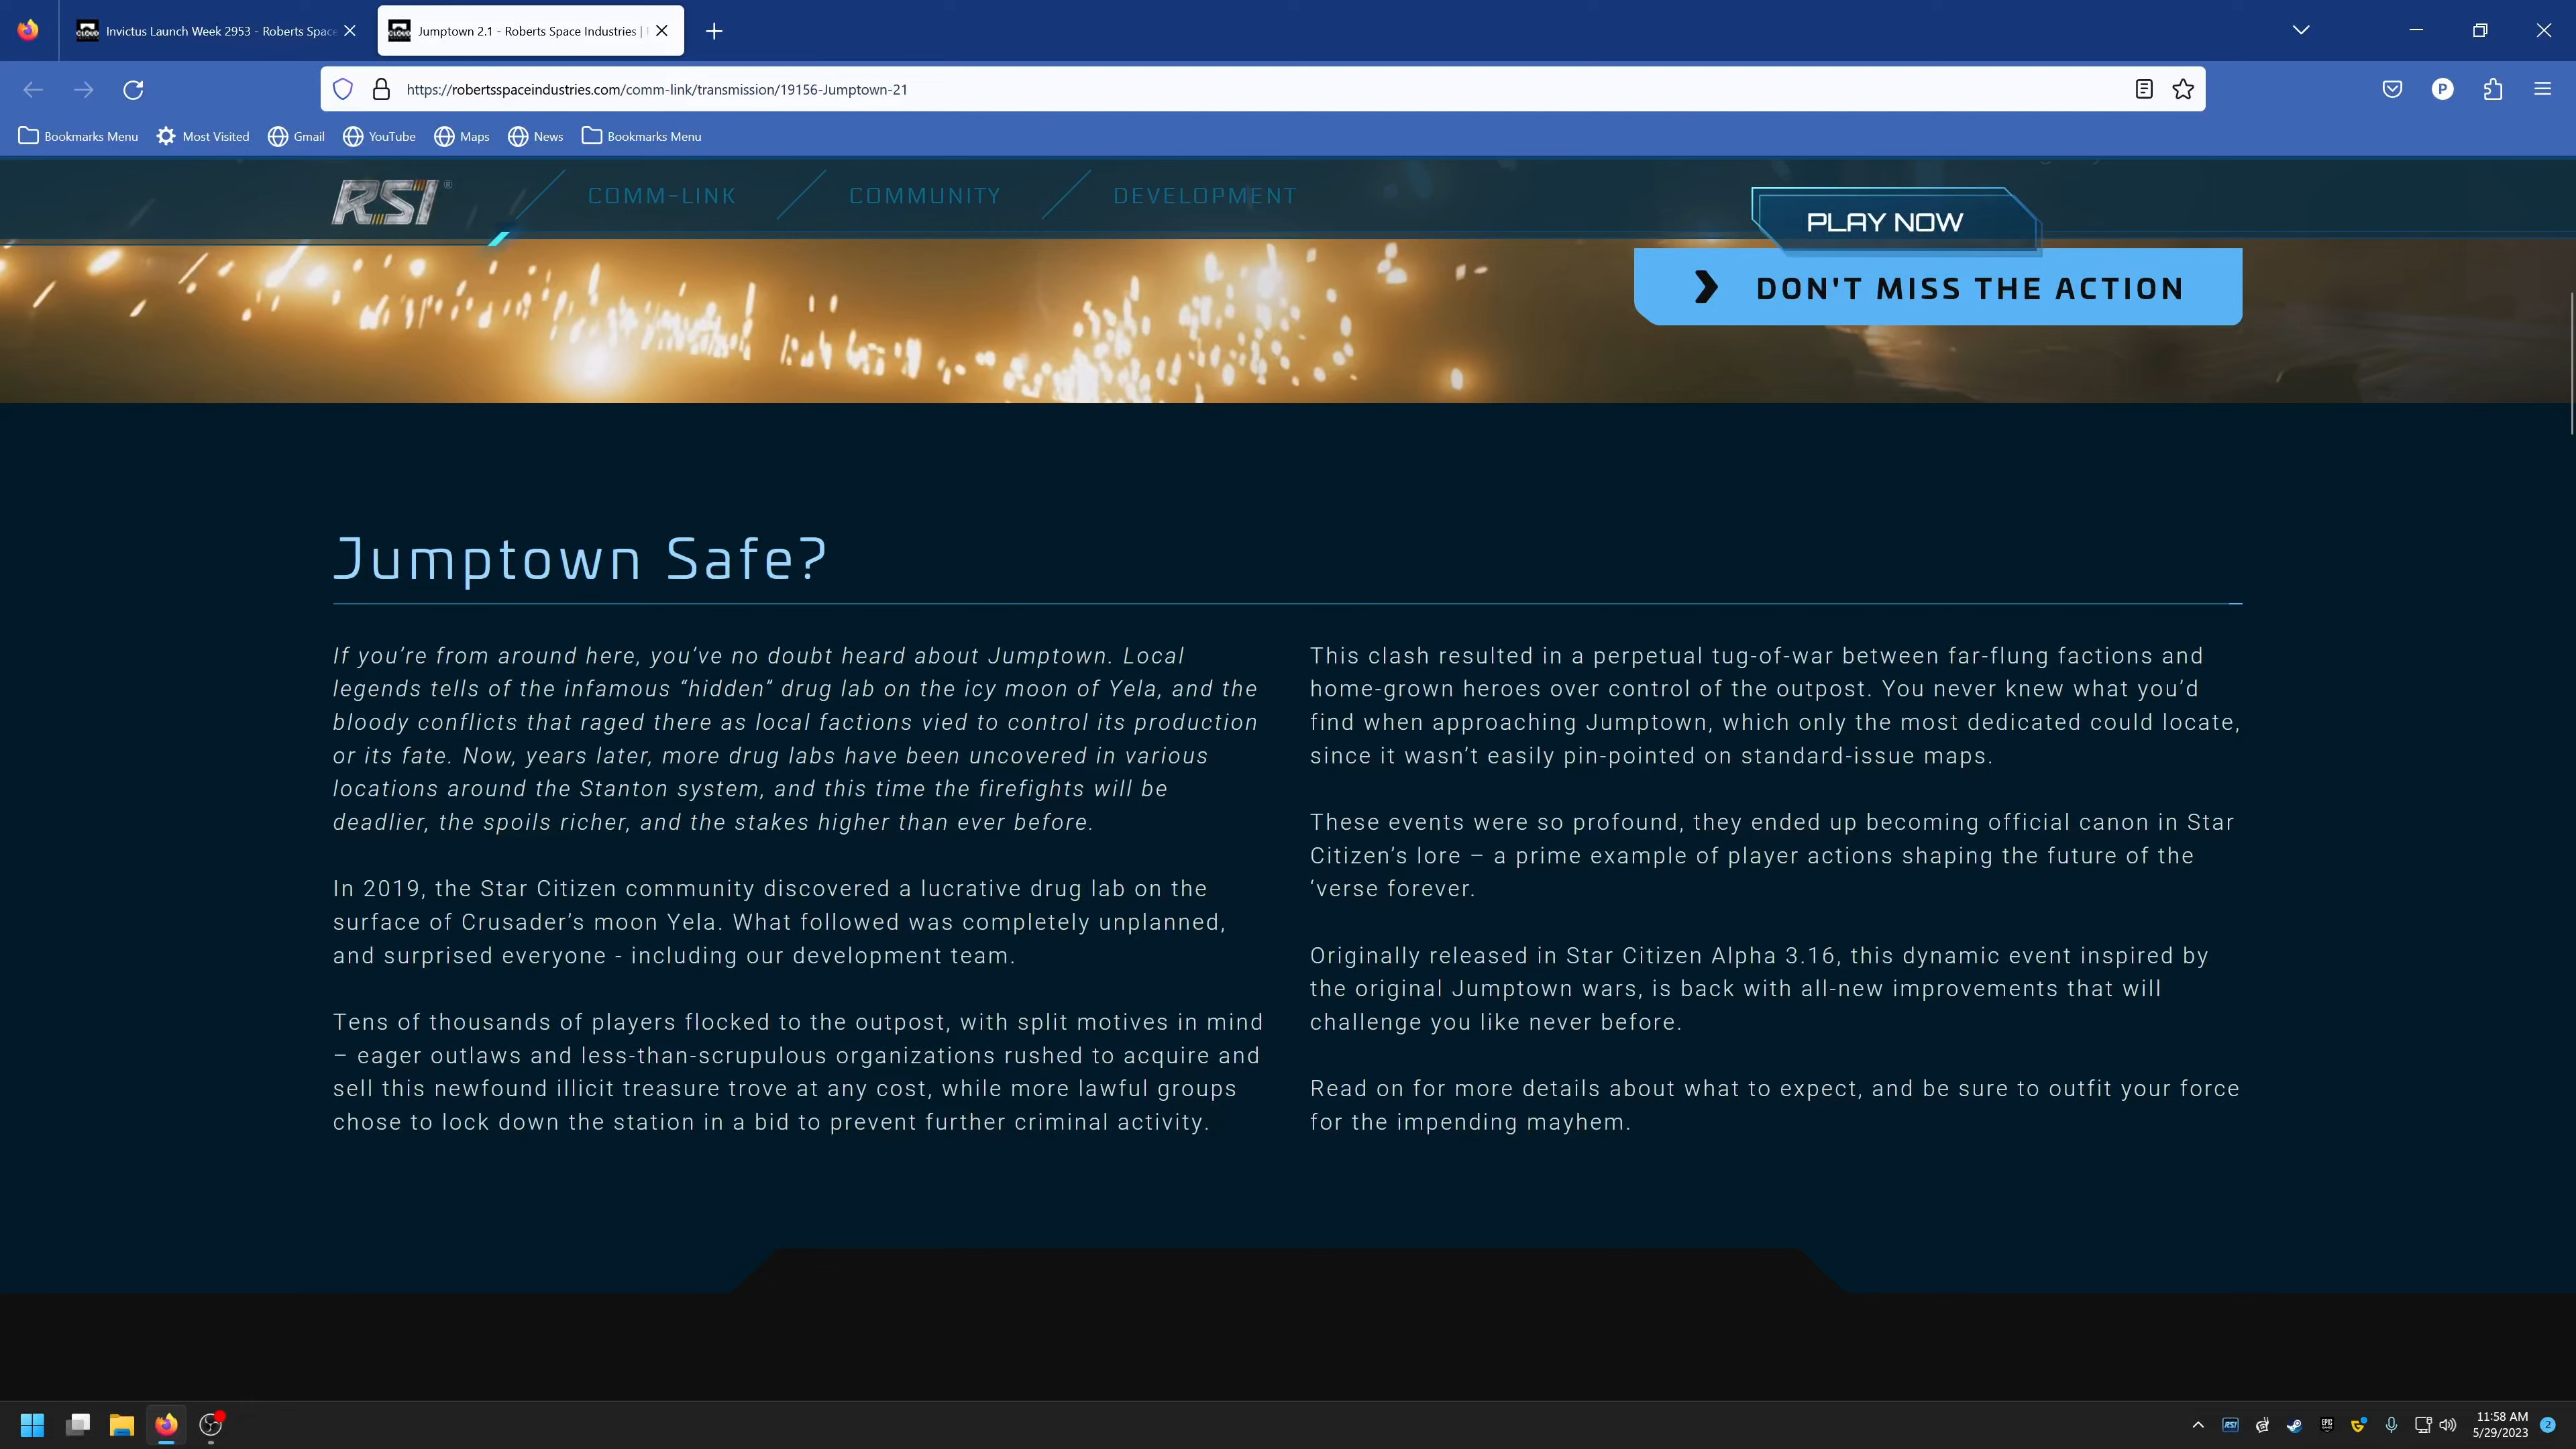 Invictus Launch Week 2953 - Roberts Space
Jumptown 2.1 - Roberts Space Industries |
https://robertsspaceindustries.com/comm-link/transmission/19156-Jumptown-21
P
Bookmarks Menu
Most Visited
Gmail
YouTube
Maps
News
Bookmarks Menu
RSI®
COMM-LINK
COMMUNITY
DEVELOPMENT
PLAY NOW
DON'T MISS THE ACTION
Jumptown Safe?
If you’re from around here, you’ve no doubt heard about Jumptown. Local
legends tells of the infamous “hidden” drug lab on the icy moon of Yela, and the
bloody conflicts that raged there as local factions vied to control its production
or its fate. Now, years later, more drug labs have been uncovered in various
locations around the Stanton system, and this time the firefights will be
deadlier, the spoils richer, and the stakes higher than ever before.
In 2019, the Star Citizen community discovered a lucrative drug lab on the
surface of Crusader’s moon Yela. What followed was completely unplanned,
and surprised everyone - including our development team.
Tens of thousands of players flocked to the outpost, with split motives in mind
– eager outlaws and less-than-scrupulous organizations rushed to acquire and
sell this newfound illicit treasure trove at any cost, while more lawful groups
chose to lock down the station in a bid to prevent further criminal activity.
This clash resulted in a perpetual tug-of-war between far-flung factions and
home-grown heroes over control of the outpost. You never knew what you’d
find when approaching Jumptown, which only the most dedicated could locate,
since it wasn’t easily pin-pointed on standard-issue maps.
These events were so profound, they ended up becoming official canon in Star
Citizen’s lore – a prime example of player actions shaping the future of the
‘verse forever.
Originally released in Star Citizen Alpha 3.16, this dynamic event inspired by
the original Jumptown wars, is back with all-new improvements that will
challenge you like never before.
Read on for more details about what to expect, and be sure to outfit your force
for the impending mayhem.
RSI
EPIC
11:58 AM
5/29/2023
2